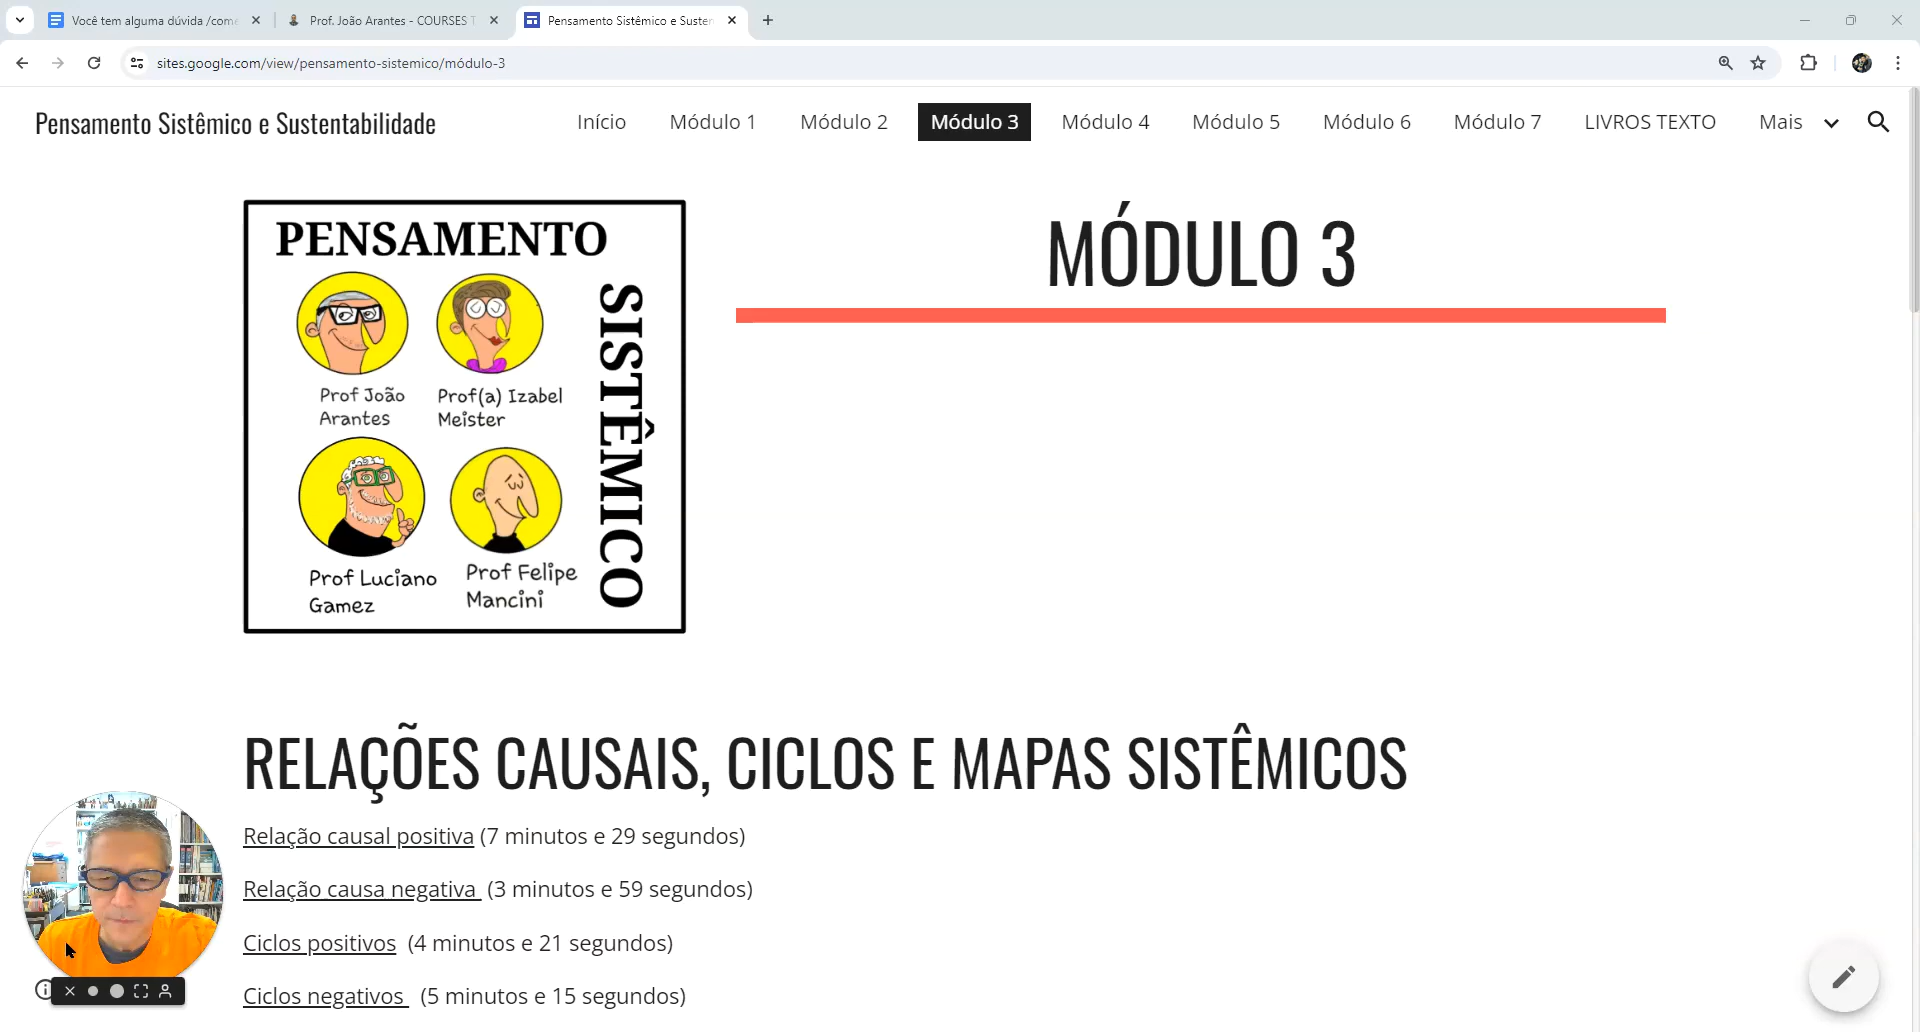 Você tem alguma dúvida /come
Prof. João Arantes - COURSES T
Pensamento Sistêmico e Susten
sites.google.com/view/pensamento-sistemico/módulo-3
Pensamento Sistêmico e Sustentabilidade
Início
Módulo 1
Módulo 2
Módulo 3
Módulo 4
Módulo 5
Módulo 6
Módulo 7
LIVROS TEXTO
Mais
PENSAMENTO
SISTÊMICO
Prof João
Arantes
Prof(a) Izabel
Meister
Prof Luciano
Gamez
Prof Felipe
Mancini
MÓDULO 3
RELAÇÕES CAUSAIS, CICLOS E MAPAS SISTÊMICOS
Relação causal positiva (7 minutos e 29 segundos)
Relação causa negativa (3 minutos e 59 segundos)
Ciclos positivos (4 minutos e 21 segundos)
Ciclos negativos (5 minutos e 15 segundos)